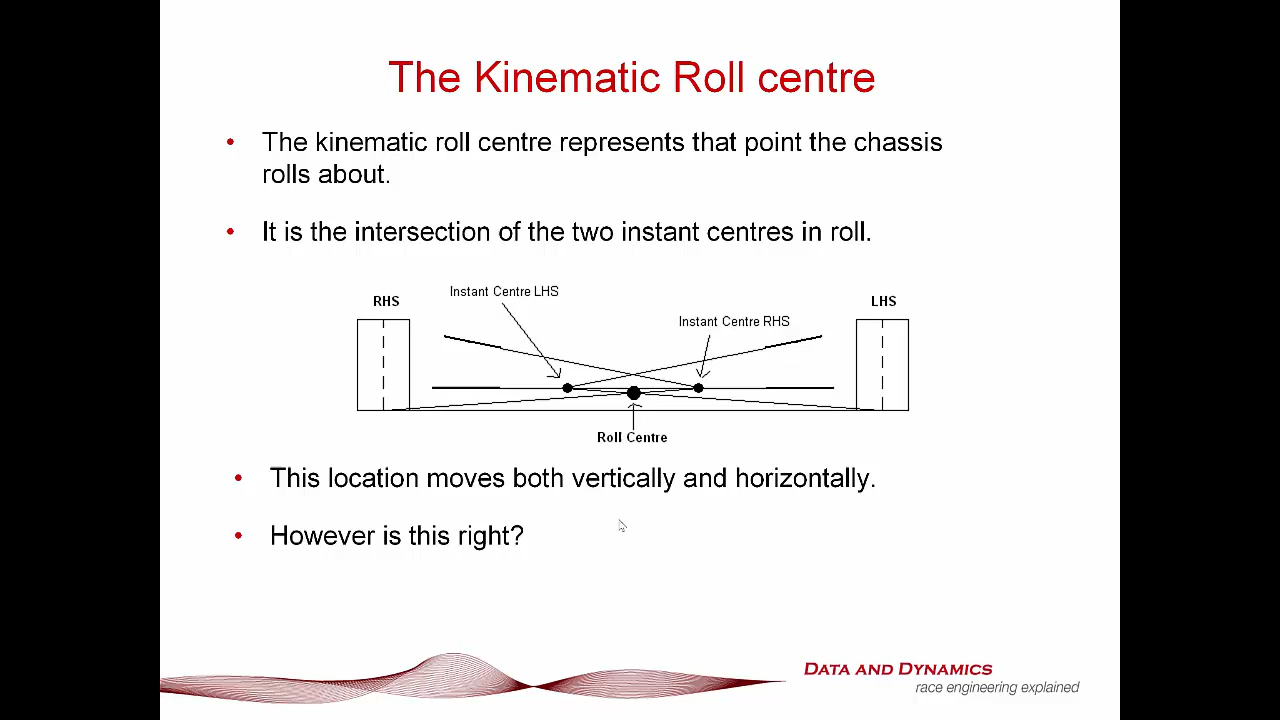 The Kinematic Roll centre
• The kinematic roll centre represents that point the chassis
rolls about.
• It is the intersection of the two instant centres in roll.
Instant Centre LHS
RHS
LHS
Instant Centre RHS
Roll Centre
• This location moves both vertically and horizontally.
• However is this right?
DATA AND DYNAMICS
race engineering explained